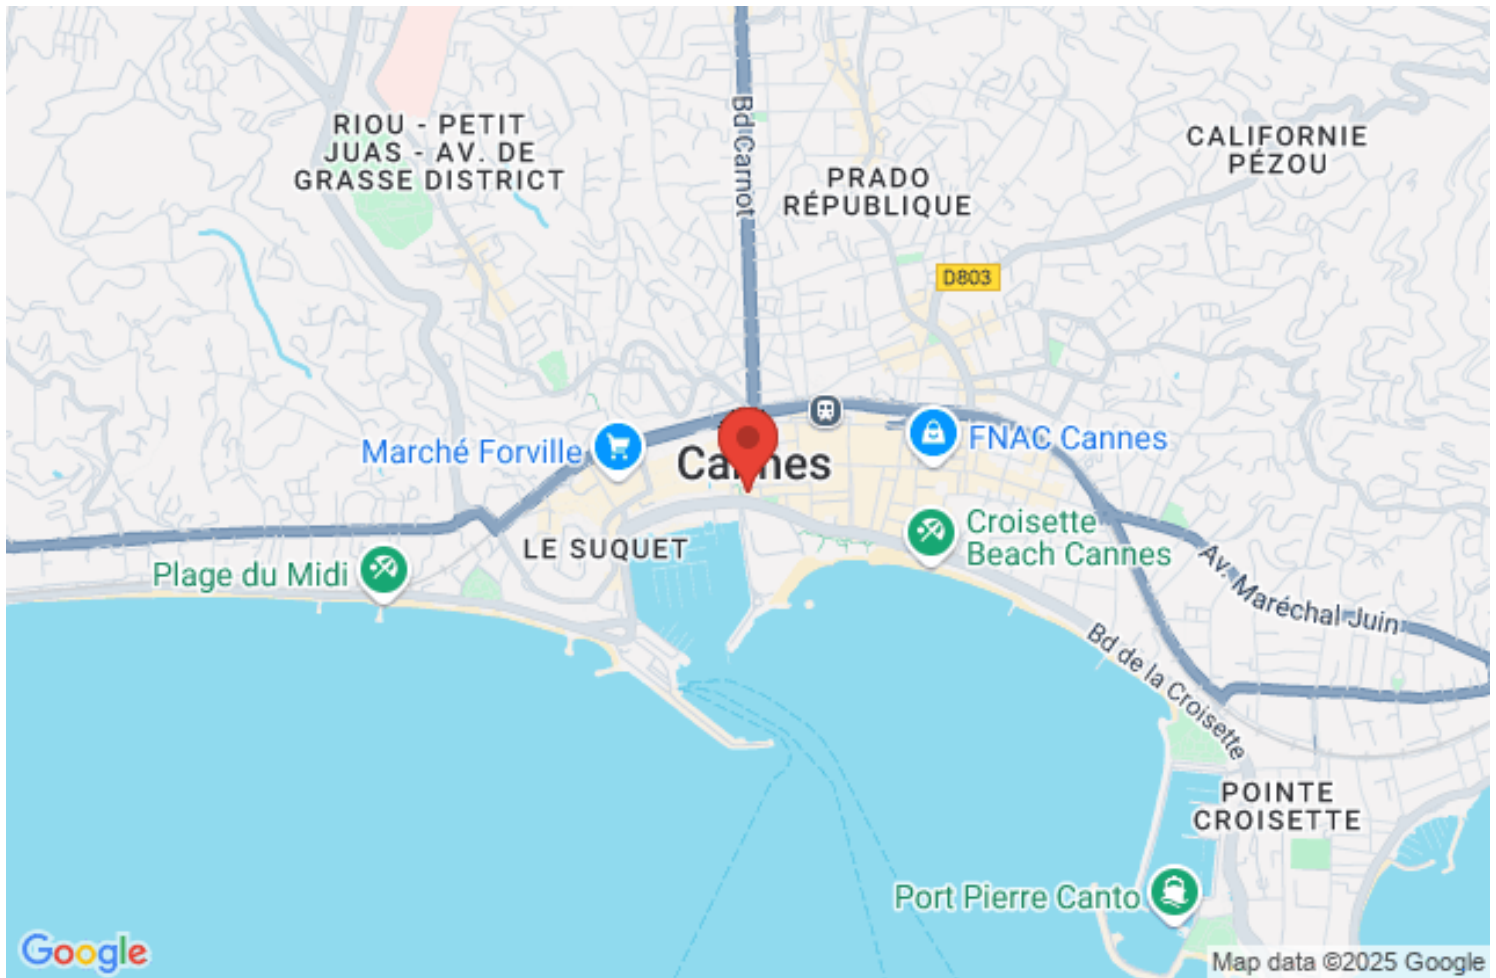 RIOU - PETIT
JUAS - AV. DE
GRASSE DISTRICT
Bd Carnot
PRADO
RÉPUBLIQUE
CALIFORNIE
PÉZOU
D803
Marché Forville
Cannes
FNAC Cannes
LE SUQUET
Croisette
Beach Cannes
Plage du Midi
Av. Maréchal Juin
Bd de la Croisette
POINTE
CROISETTE
Port Pierre Canto
Google
Map data ©2025 Google